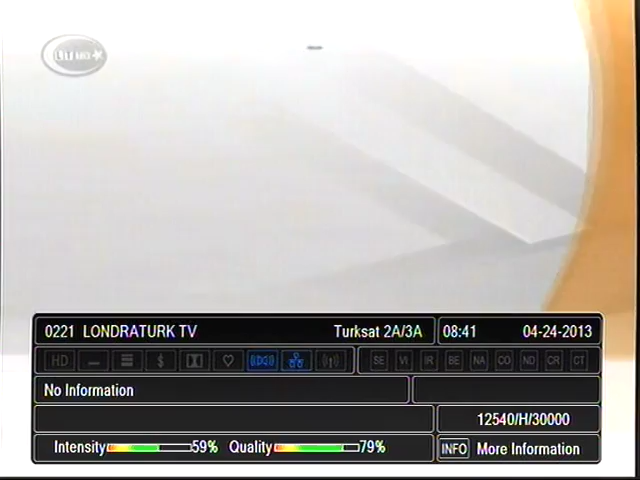 0221 LONDRATURK TV Turksat 2A/3A 08:41 04-24-2013
HD $ SE VI IR BE NA CO ND CR CT
No Information
12540/H/30000
Intensity 59% Quality 79% INFO More Information